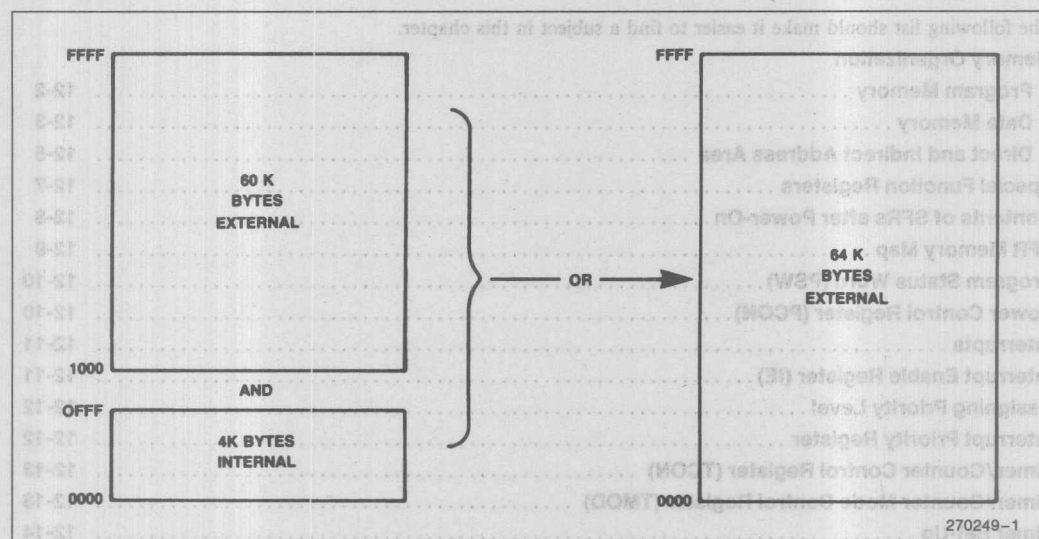 FFFF
60 K
BYTES
EXTERNAL
1000
AND
0FFF
4K BYTES
INTERNAL
0000
OR
FFFF
64 K
BYTES
EXTERNAL
0000
270249-1